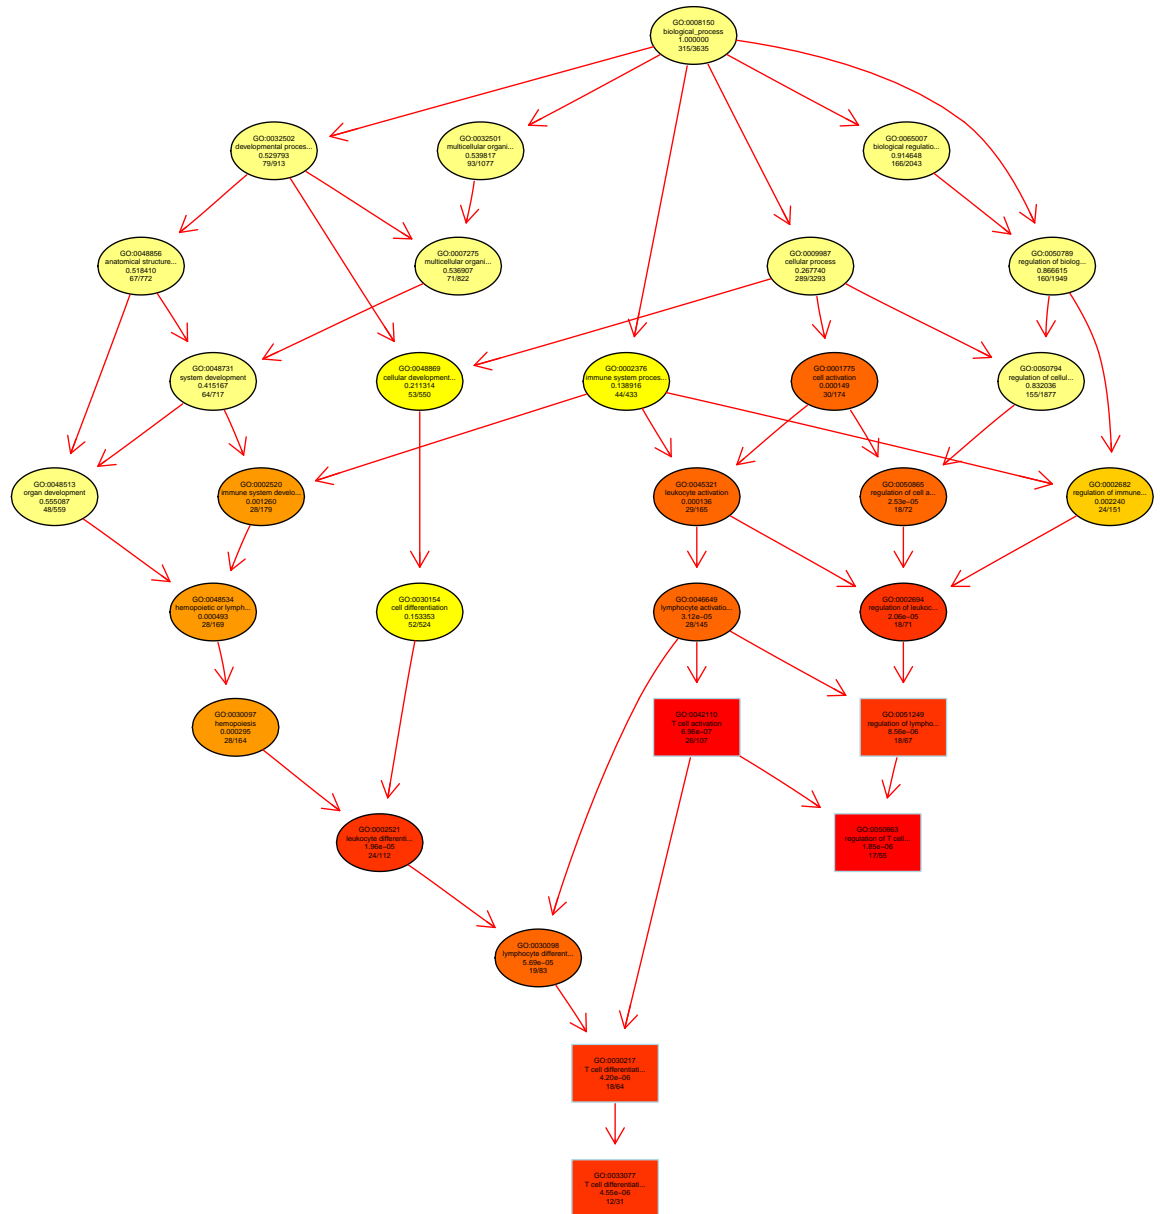 GO:0008150
biological_process
1.000000
315/3635
GO:0032502
developmental proces...
0.529793
79/913
GO:0032501
multicellular organi...
0.539817
93/1077
GO:0065007
biological regulatio...
0.914648
166/2043
GO:0048856
anatomical structure...
0.518410
67/772
GO:0007275
multicellular organi...
0.536907
71/822
GO:0009987
cellular process
0.267740
289/3293
GO:0050789
regulation of biolog...
0.866615
160/1949
GO:0048731
system development
0.415167
64/717
GO:0048869
cellular development...
0.211314
53/550
GO:0002376
immune system proces...
0.138916
44/433
GO:0001775
cell activation
0.000149
30/174
GO:0050794
regulation of cellul...
0.832036
155/1877
GO:0048513
organ development
0.555087
48/559
GO:0002520
immune system develo...
0.001260
28/179
GO:0045321
leukocyte activation
0.000136
29/165
GO:0050865
regulation of cell a...
2.53e−05
18/72
GO:0002682
regulation of immune...
0.002240
24/151
GO:0048534
hemopoietic or lymph...
0.000493
28/169
GO:0030154
cell differentiation
0.153353
52/524
GO:0046649
lymphocyte activatio...
3.12e−05
28/145
GO:0002694
regulation of leukoc...
2.06e−05
18/71
GO:0030097
hemopoiesis
0.000295
28/164
GO:0042110
T cell activation
6.96e−07
26/107
GO:0051249
regulation of lympho...
8.56e−06
18/67
GO:0002521
leukocyte differenti...
1.96e−05
24/112
GO:0050863
regulation of T cell...
1.85e−06
17/55
GO:0030098
lymphocyte different...
5.69e−05
19/83
GO:0030217
T cell differentiati...
4.20e−06
18/64
GO:0033077
T cell differentiati...
4.55e−06
12/31